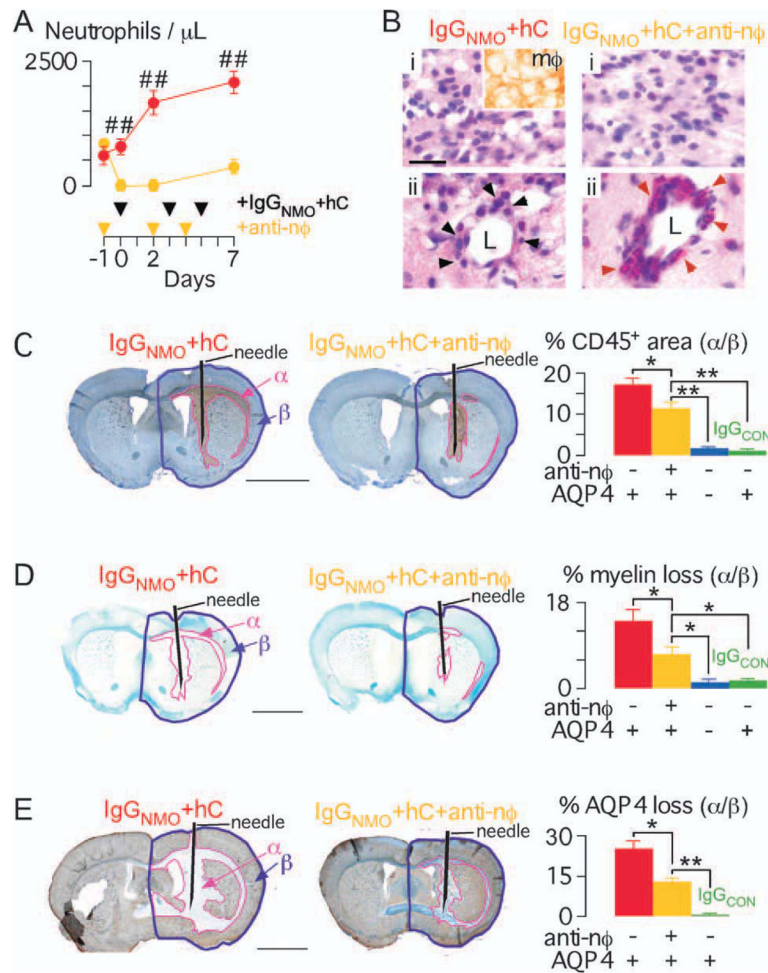 A
Neutrophils / μL
2500
##
##
##
0
+IgGNMO+hC
+anti-nϕ
-1 0 2 7
Days
B
IgGNMO+hC IgGNMO+hC+anti-nϕ
i mϕ i
ii L ii L
C
IgGNMO+hC IgGNMO+hC+anti-nϕ
needle needle
α
β
% CD45+ area (α/β)
20
10
0
* ** **
IgGCON
anti-nϕ - + - -
AQP4 + + - +
D
IgGNMO+hC IgGNMO+hC+anti-nϕ
needle needle
α
β
% myelin loss (α/β)
18
0
* * *
IgGCON
anti-nϕ - + - -
AQP4 + + - +
E
IgGNMO+hC IgGNMO+hC+anti-nϕ
needle needle
α
β
% AQP4 loss (α/β)
30
15
0
* **
IgGCON
anti-nϕ - + -
AQP4 + + +